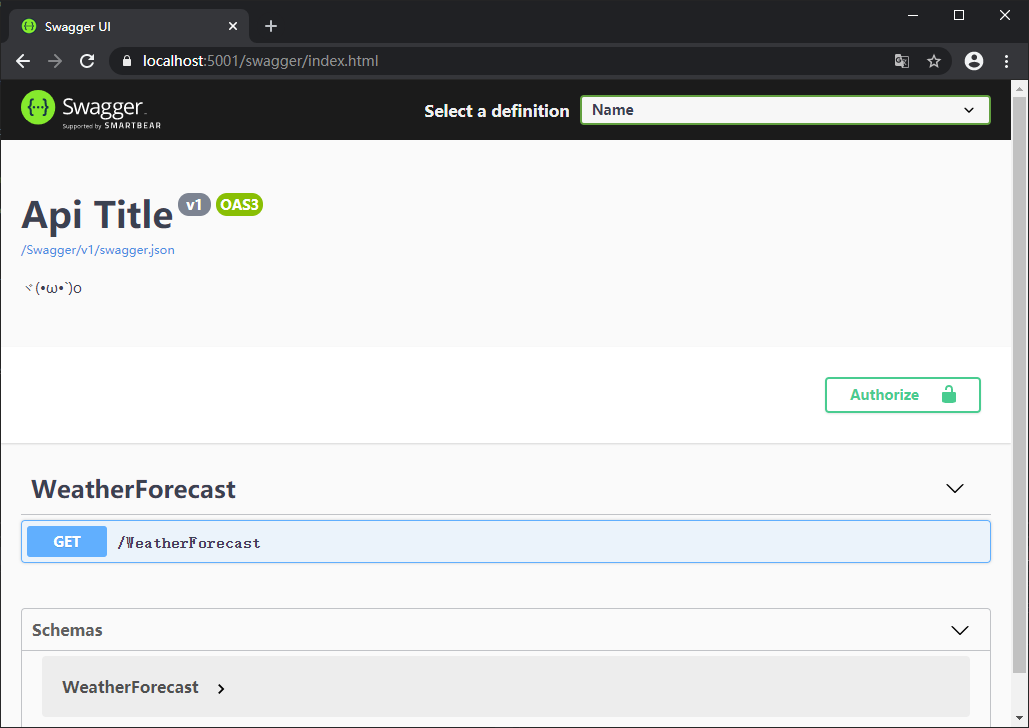 Swagger UI
localhost:5001/swagger/index.html
Swagger
Supported by SMARTBEAR
Select a definition
Name
Api Title v1 OAS3
/Swagger/v1/swagger.json
ヾ(•ω•`)o
Authorize
WeatherForecast
GET /WeatherForecast
Schemas
WeatherForecast